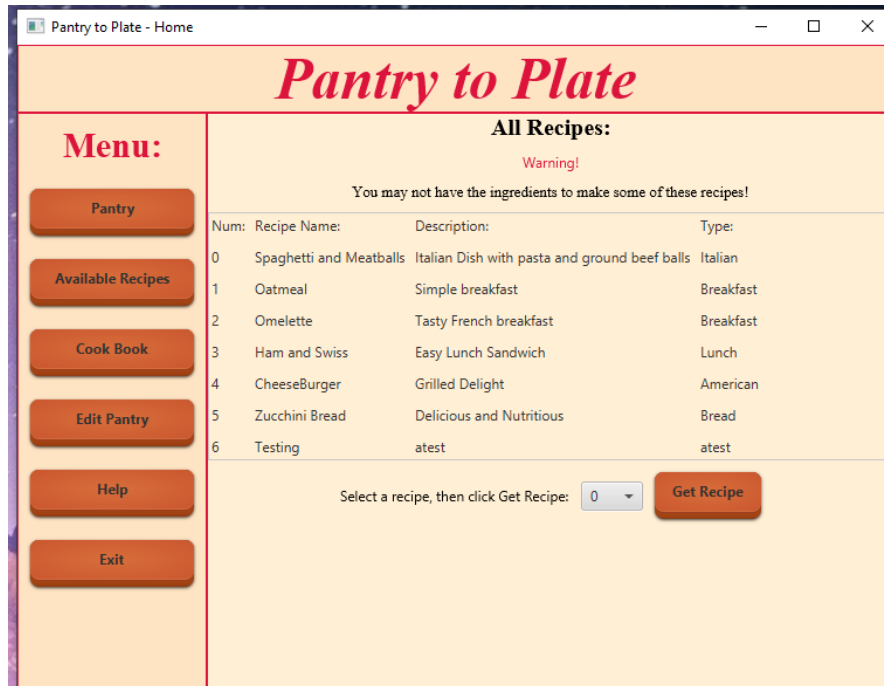 Pantry to Plate - Home
Pantry to Plate
Menu:
Pantry
Available Recipes
Cook Book
Edit Pantry
Help
Exit
All Recipes:
Warning!
You may not have the ingredients to make some of these recipes!
Num: Recipe Name: Description: Type:
0 Spaghetti and Meatballs Italian Dish with pasta and ground beef balls Italian
1 Oatmeal Simple breakfast Breakfast
2 Omelette Tasty French breakfast Breakfast
3 Ham and Swiss Easy Lunch Sandwich Lunch
4 CheeseBurger Grilled Delight American
5 Zucchini Bread Delicious and Nutritious Bread
6 Testing atest atest
Select a recipe, then click Get Recipe: 0 Get Recipe